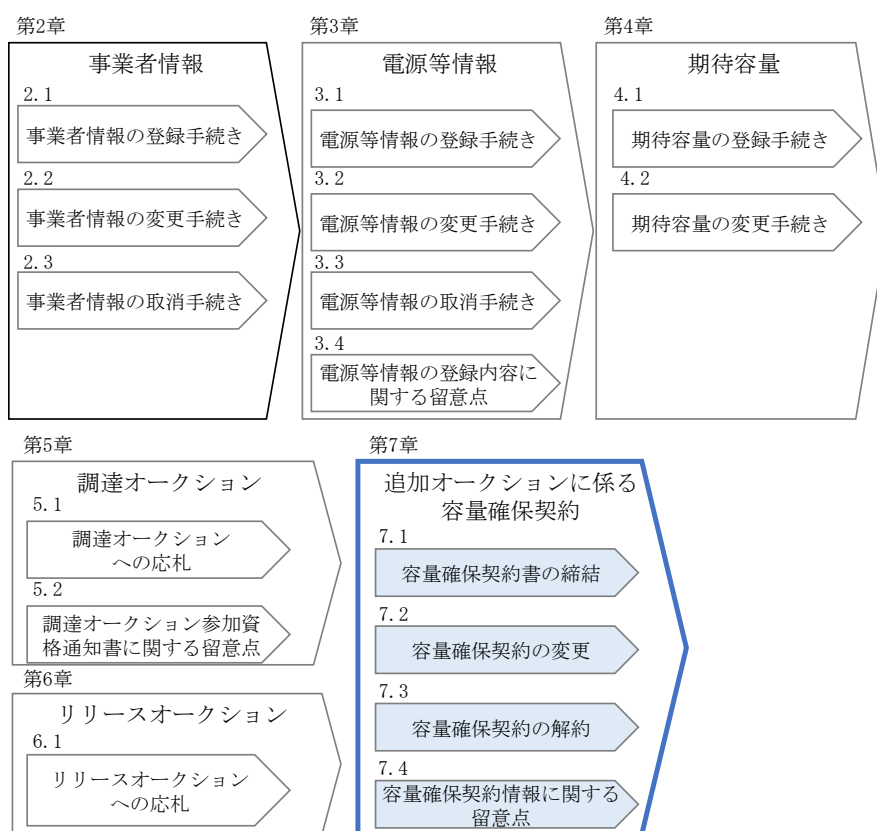 第2章
事業者情報
2.1
事業者情報の登録手続き
2.2
事業者情報の変更手続き
2.3
事業者情報の取消手続き
第3章
電源等情報
3.1
電源等情報の登録手続き
3.2
電源等情報の変更手続き
3.3
電源等情報の取消手続き
3.4
電源等情報の登録内容に
関する留意点
第4章
期待容量
4.1
期待容量の登録手続き
4.2
期待容量の変更手続き
第5章
調達オークション
5.1
調達オークション
への応札
5.2
調達オークション参加資
格通知書に関する留意点
第6章
リリースオークション
6.1
リリースオークション
への応札
第7章
追加オークションに係る
容量確保契約
7.1
容量確保契約書の締結
7.2
容量確保契約の変更
7.3
容量確保契約の解約
7.4
容量確保契約情報に関する
留意点